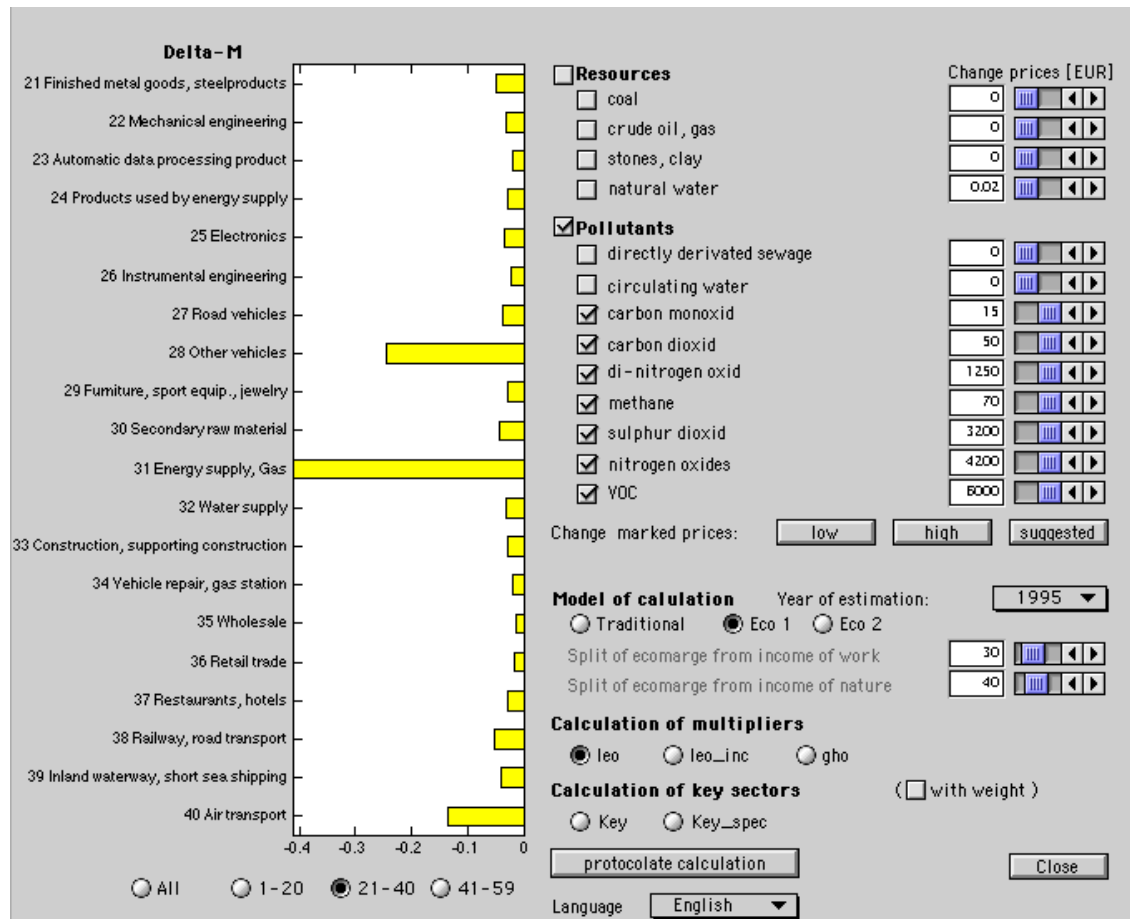 Delta-M
21 Finished metal goods, steelproducts
22 Mechanical engineering
23 Automatic data processing product
24 Products used by energy supply
25 Electronics
26 Instrumental engineering
27 Road vehicles
28 Other vehicles
29 Furniture, sport equip., jewelry
30 Secondary raw material
31 Energy supply, Gas
32 Water supply
33 Construction, supporting construction
34 Vehicle repair, gas station
35 Wholesale
36 Retail trade
37 Restaurants, hotels
38 Railway, road transport
39 Inland waterway, short sea shipping
40 Air transport
-0.4 -0.3 -0.2 -0.1 0
All 1-20 21-40 41-59
Resources Change prices [EUR]
coal 0
crude oil, gas 0
stones, clay 0
natural water 0.02
Pollutants
directly derivated sewage 0
circulating water 0
carbon monoxid 15
carbon dioxid 50
di-nitrogen oxid 1250
methane 70
sulphur dioxid 3200
nitrogen oxides 4200
VOC 6000
Change marked prices: low high suggested
Model of calulation Year of estimation: 1995
Traditional Eco 1 Eco 2
Split of ecomarge from income of work 30
Split of ecomarge from income of nature 40
Calculation of multipliers
leo leo_inc gho
Calculation of key sectors ( with weight )
Key Key_spec
protocolate calculation Close
Language English